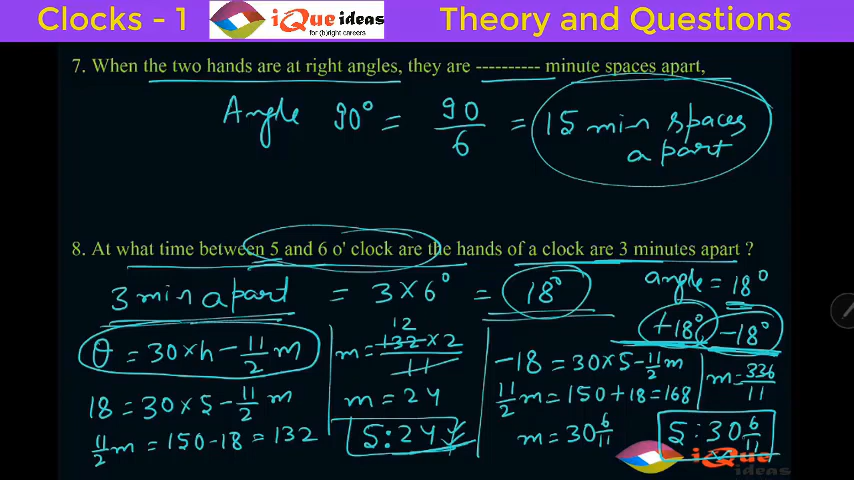 Clocks - 1 iQue ideas for (b)right careers Theory and Questions
7. When the two hands are at right angles, they are ---------- minute spaces apart,
Angle 90° = 90/6 = 15 min spaces
a part
8. At what time between 5 and 6 o' clock are the hands of a clock are 3 minutes apart ?
3 min apart = 3 × 6° = 18°
angle = 18°
+18°, -18°
θ = 30 × h - 11/2 m
18 = 30 × 5 - 11/2 m
11/2 m = 150 - 18 = 132
12
m = 132 × 2 / 11
m = 24
5:24
-18 = 30 × 5 - 11/2 m
11/2 m = 150 + 18 = 168
m = 30 6/11
m = 336/11
5:30 6/11
iQue ideas